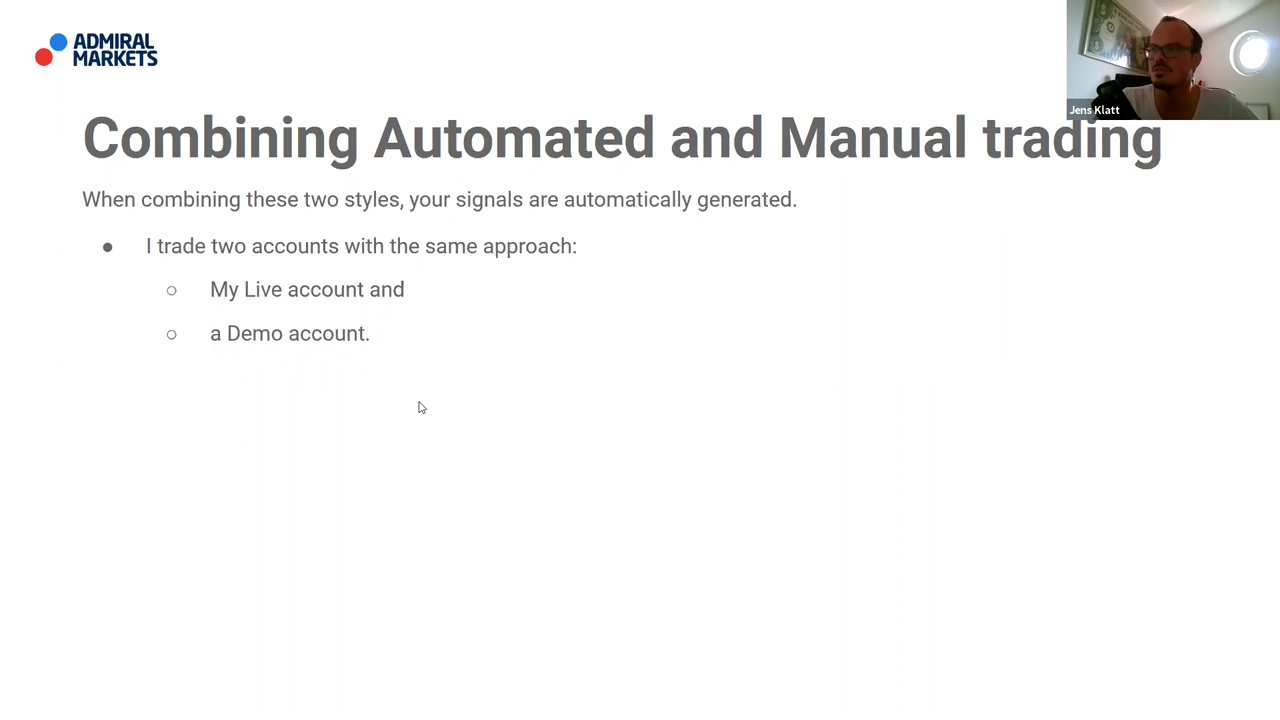 ADMIRAL
MARKETS
Jens Klatt
Combining Automated and Manual trading
When combining these two styles, your signals are automatically generated.
● I trade two accounts with the same approach:
○ My Live account and
○ a Demo account.